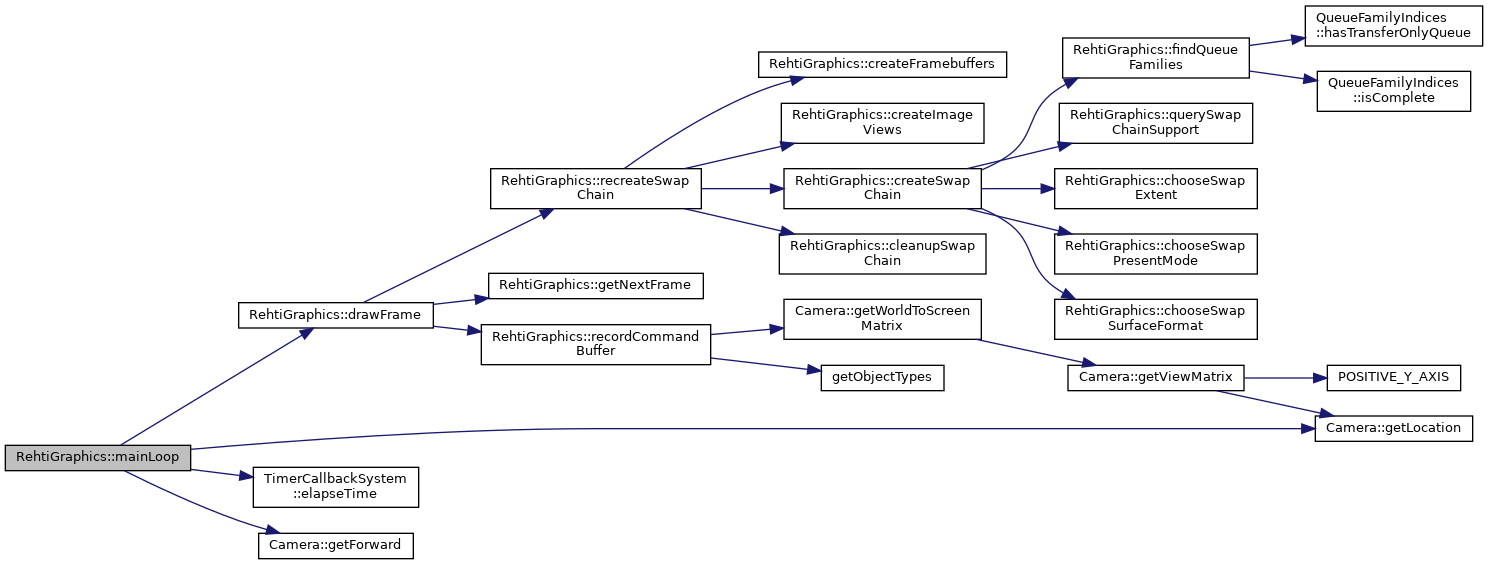 QueueFamilyIndices
::hasTransferOnlyQueue
RehtiGraphics::findQueue
Families
RehtiGraphics::createFramebuffers
QueueFamilyIndices
::isComplete
RehtiGraphics::createImage
Views
RehtiGraphics::querySwap
ChainSupport
RehtiGraphics::recreateSwap
Chain
RehtiGraphics::createSwap
Chain
RehtiGraphics::chooseSwap
Extent
RehtiGraphics::cleanupSwap
Chain
RehtiGraphics::chooseSwap
PresentMode
RehtiGraphics::getNextFrame
RehtiGraphics::drawFrame
Camera::getWorldToScreen
Matrix
RehtiGraphics::chooseSwap
SurfaceFormat
RehtiGraphics::recordCommand
Buffer
getObjectTypes
Camera::getViewMatrix
POSITIVE_Y_AXIS
Camera::getLocation
RehtiGraphics::mainLoop
TimerCallbackSystem
::elapseTime
Camera::getForward